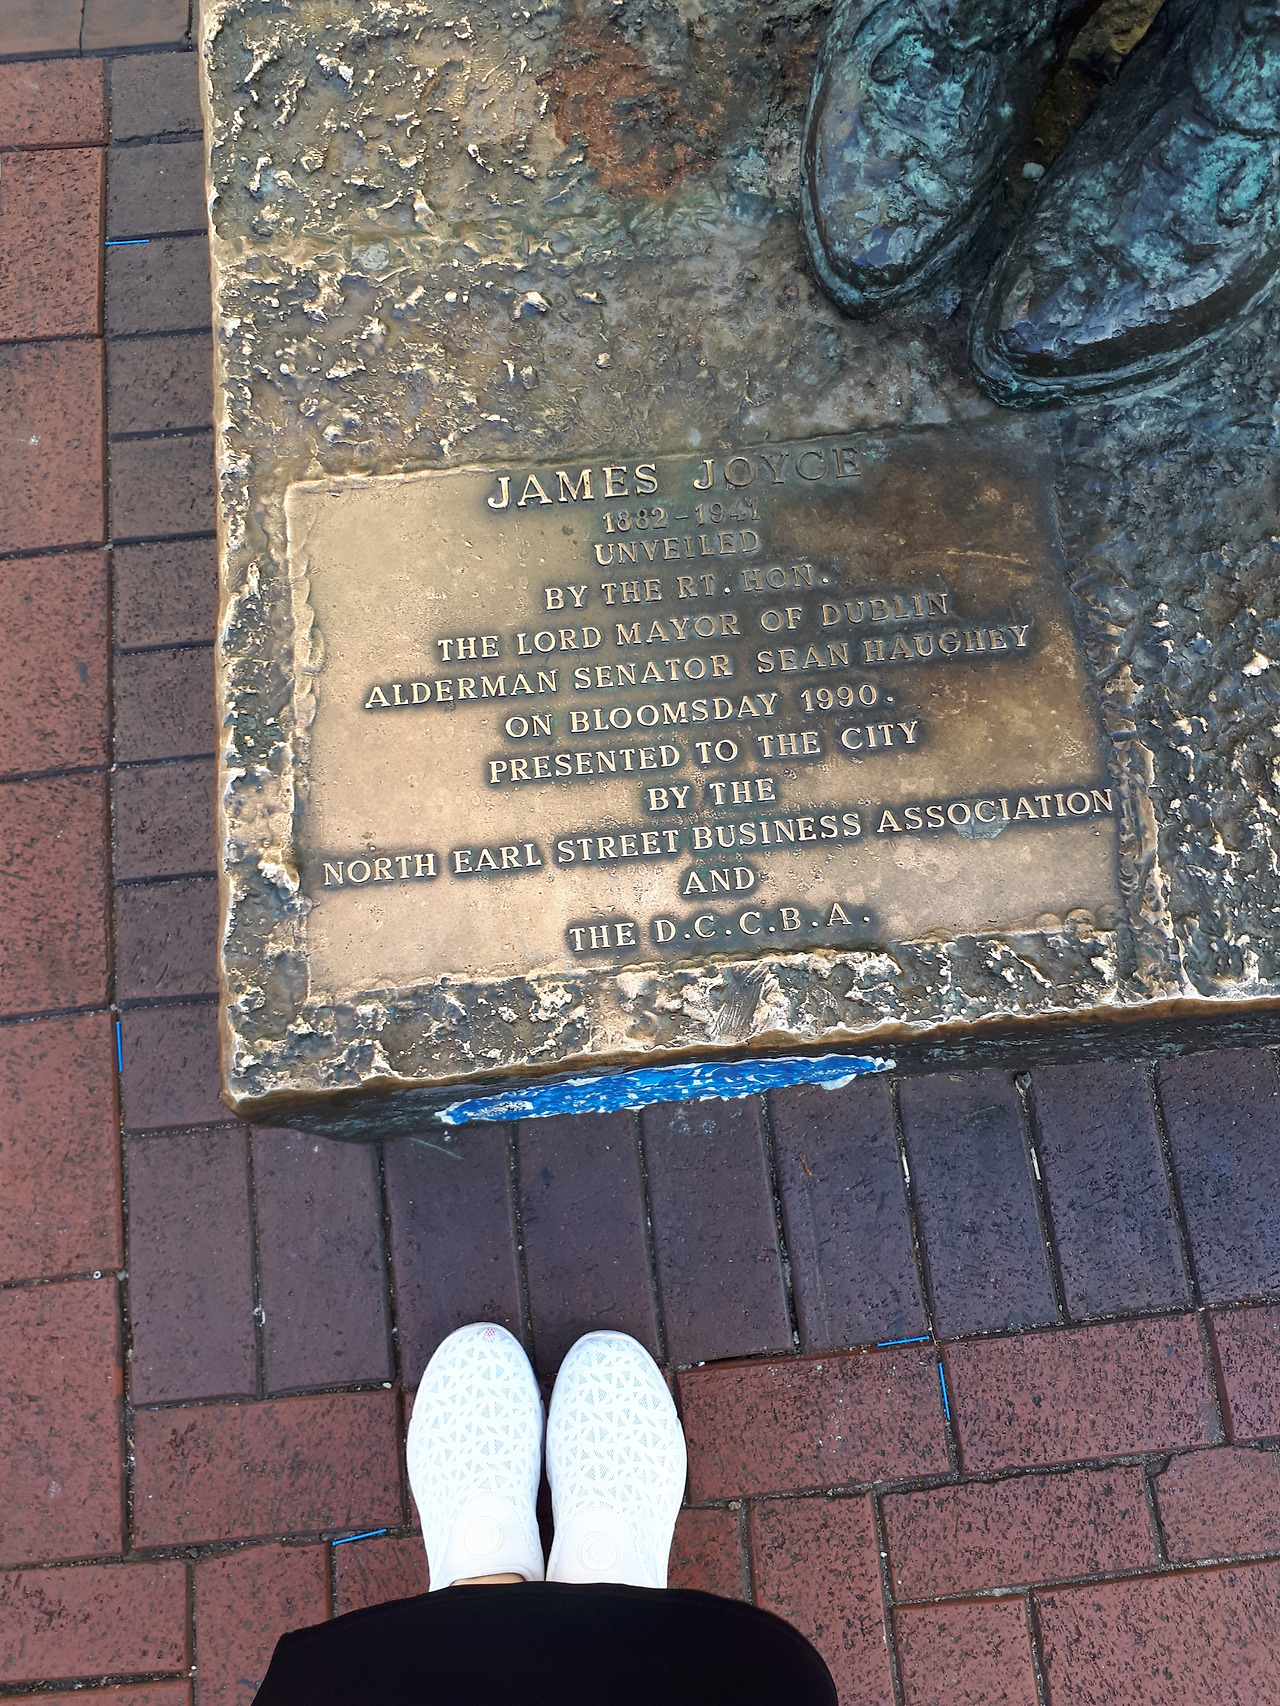 JAMES JOYCE
1882-1941
UNVEILED
BY THE RT. HON.
THE LORD MAYOR OF DUBLIN
ALDERMAN SENATOR SEAN HAUGHEY
ON BLOOMSDAY 1990.
PRESENTED TO THE CITY
BY THE
NORTH EARL STREET BUSINESS ASSOCIATION
AND
THE D.C.C.B.A.